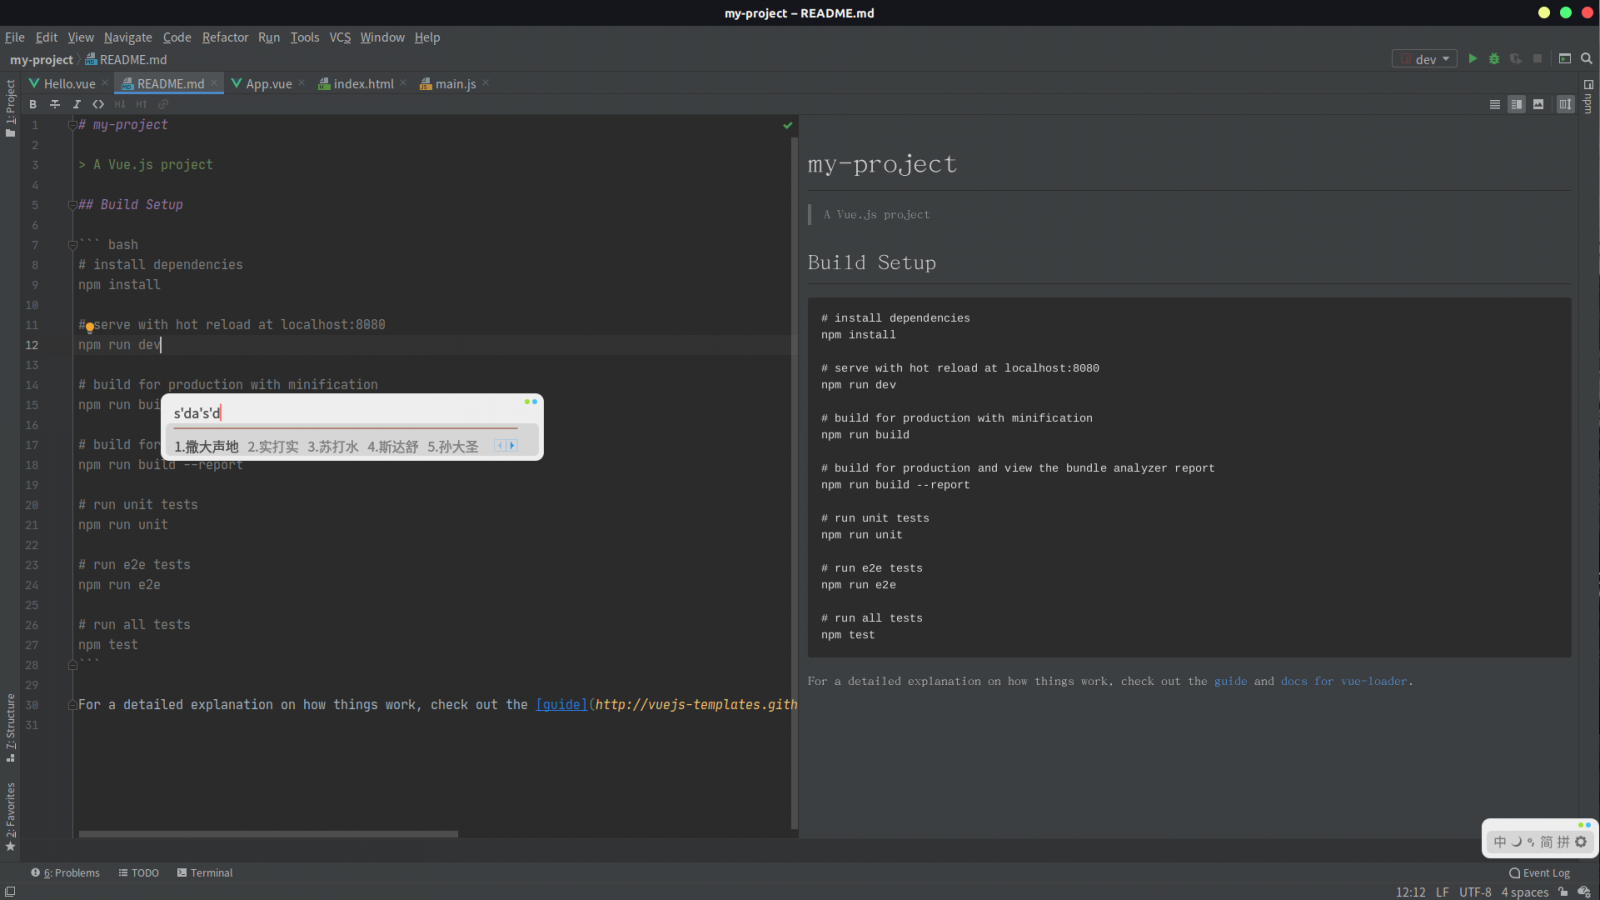 my-project – README.md
File Edit View Navigate Code Refactor Run Tools VCS Window Help
my-project README.md
dev
Hello.vue README.md App.vue index.html main.js
1: Project
npm
1 # my-project
2
3 > A Vue.js project
4
5 ## Build Setup
6
7 ``` bash
8 # install dependencies
9 npm install
10
11 # serve with hot reload at localhost:8080
12 npm run dev
13
14 # build for production with minification
15 npm run bui
16
17 # build for
18 npm run build --report
19
20 # run unit tests
21 npm run unit
22
23 # run e2e tests
24 npm run e2e
25
26 # run all tests
27 npm test
28 ```
29
30 For a detailed explanation on how things work, check out the [guide](http://vuejs-templates.gith
31
s'da's'd
1.撒大声地 2.实打实 3.苏打水 4.斯达舒 5.孙大圣
my-project
A Vue.js project
Build Setup
# install dependencies
npm install
# serve with hot reload at localhost:8080
npm run dev
# build for production with minification
npm run build
# build for production and view the bundle analyzer report
npm run build --report
# run unit tests
npm run unit
# run e2e tests
npm run e2e
# run all tests
npm test
For a detailed explanation on how things work, check out the guide and docs for vue-loader.
7: Structure
2: Favorites
中 简 拼
6: Problems TODO Terminal
Event Log
12:12 LF UTF-8 4 spaces